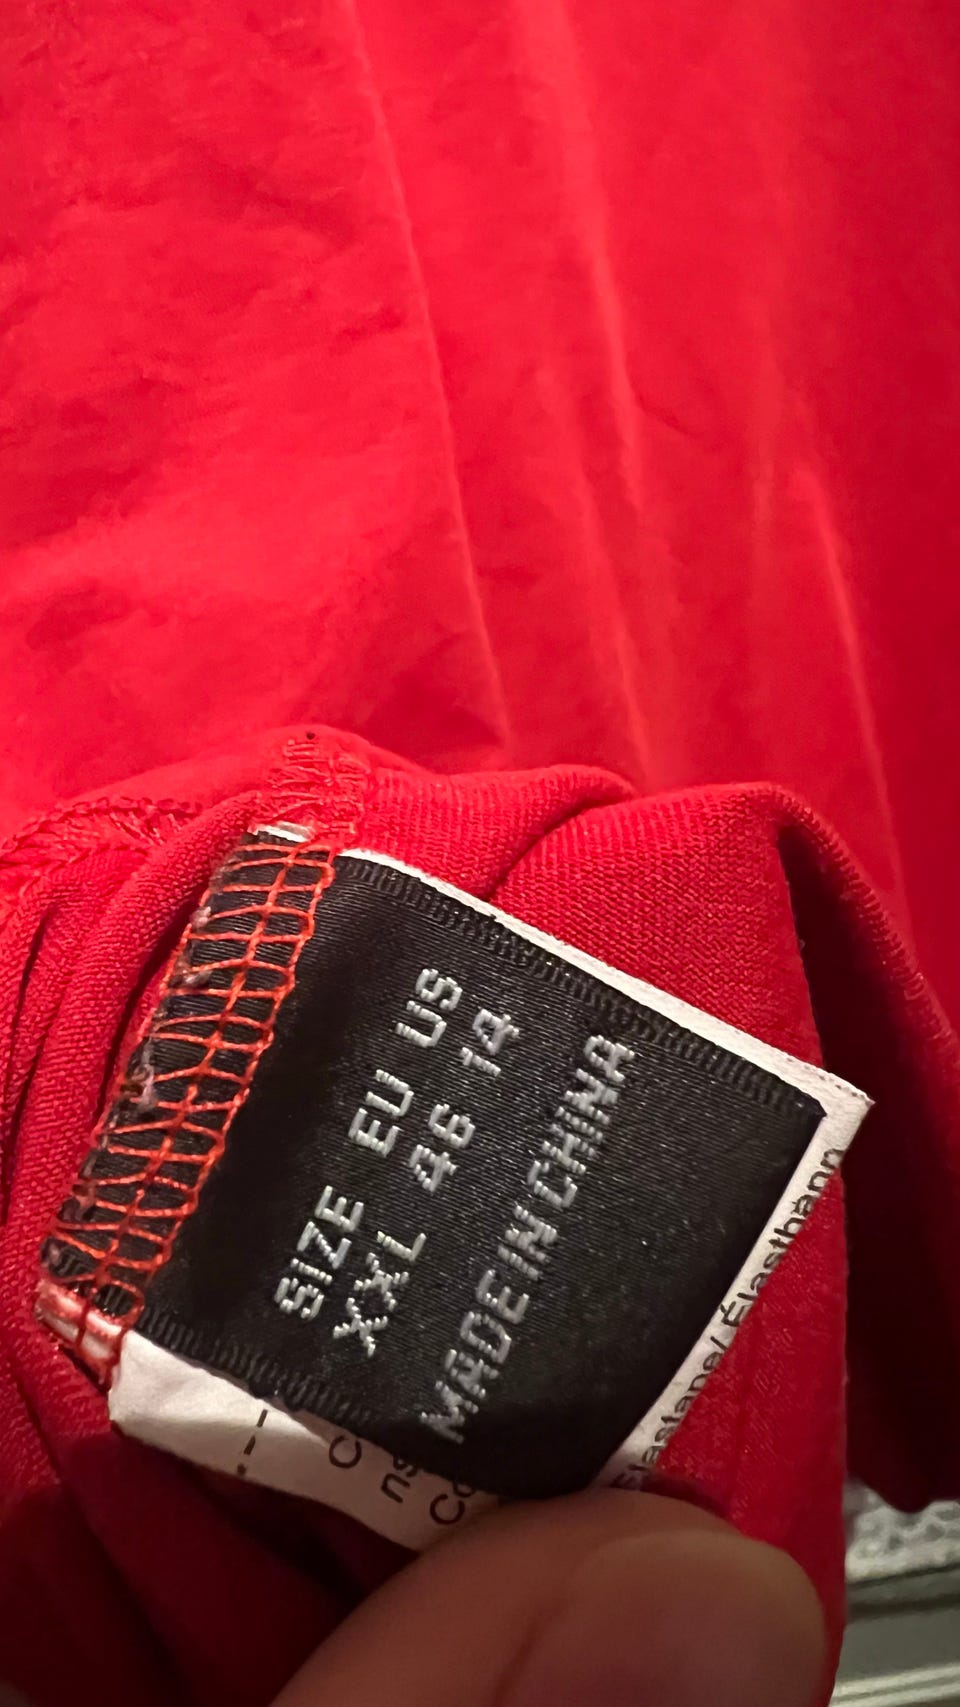 SIZE EU US
XXL 46 14
MADE IN CHINA
Elastane/ Élasthann